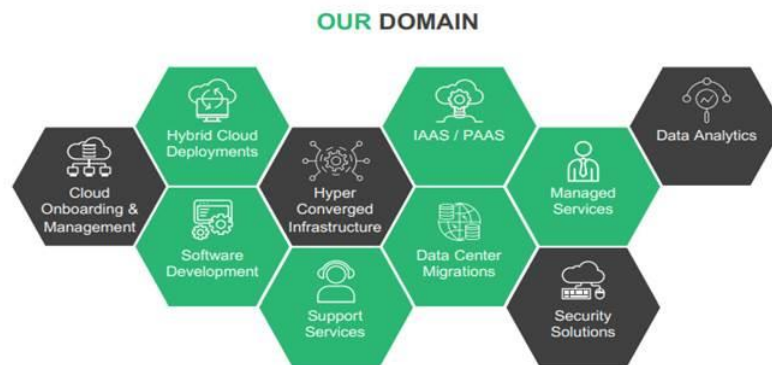 OUR DOMAIN
Hybrid Cloud
Deployments
IAAS / PAAS
Data Analytics
Cloud
Onboarding &
Management
Hyper
Converged
Infrastructure
Managed
Services
Software
Development
Data Center
Migrations
Support
Services
Security
Solutions